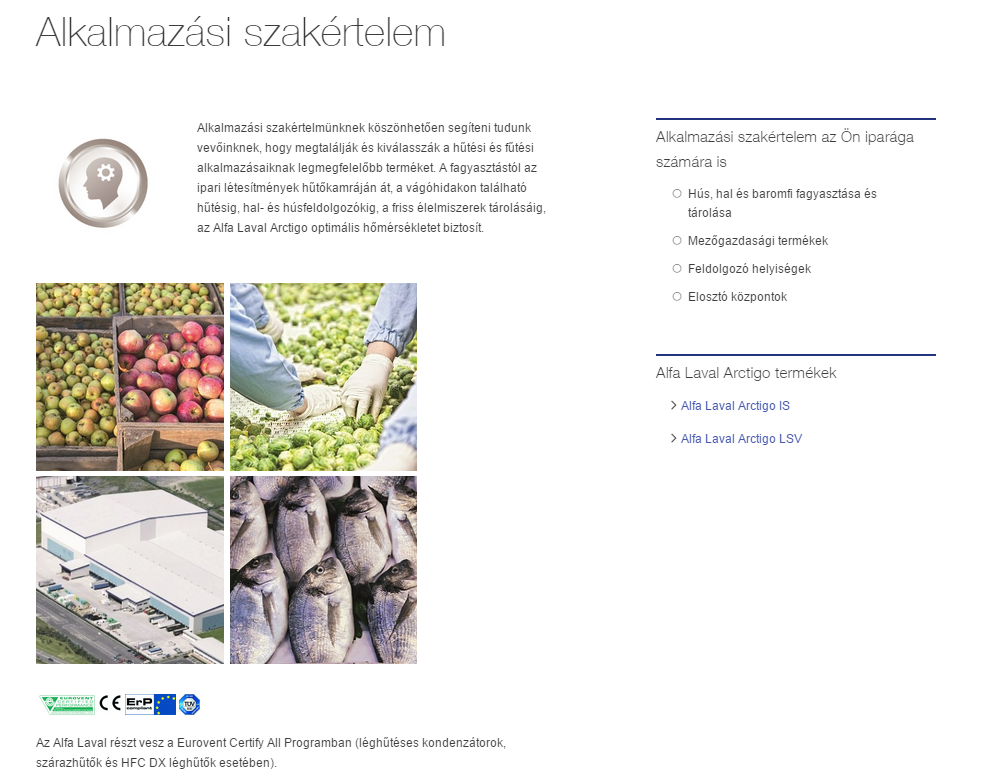 Alkalmazási szakértelem
Alkalmazási szakértelmünknek köszönhetően segíteni tudunk
vevőinknek, hogy megtalálják és kiválasszák a hűtési és fűtési
alkalmazásaiknak legmegfelelőbb terméket. A fagyasztástól az
ipari létesítmények hűtőkamráján át, a vágóhidakon található
hűtésig, hal- és húsfeldolgozókig, a friss élelmiszerek tárolásáig,
az Alfa Laval Arctigo optimális hőmérsékletet biztosít.
Alkalmazási szakértelem az Ön iparága
számára is
Hús, hal és baromfi fagyasztása és
tárolása
Mezőgazdasági termékek
Feldolgozó helyiségek
Elosztó központok
Alfa Laval Arctigo termékek
Alfa Laval Arctigo IS
Alfa Laval Arctigo LSV
EUROVENT
CERTIFIED
PERFORMANCE
CE
ErP
compliant
TÜV
Az Alfa Laval részt vesz a Eurovent Certify All Programban (léghűtéses kondenzátorok,
szárazhűtők és HFC DX léghűtők esetében).